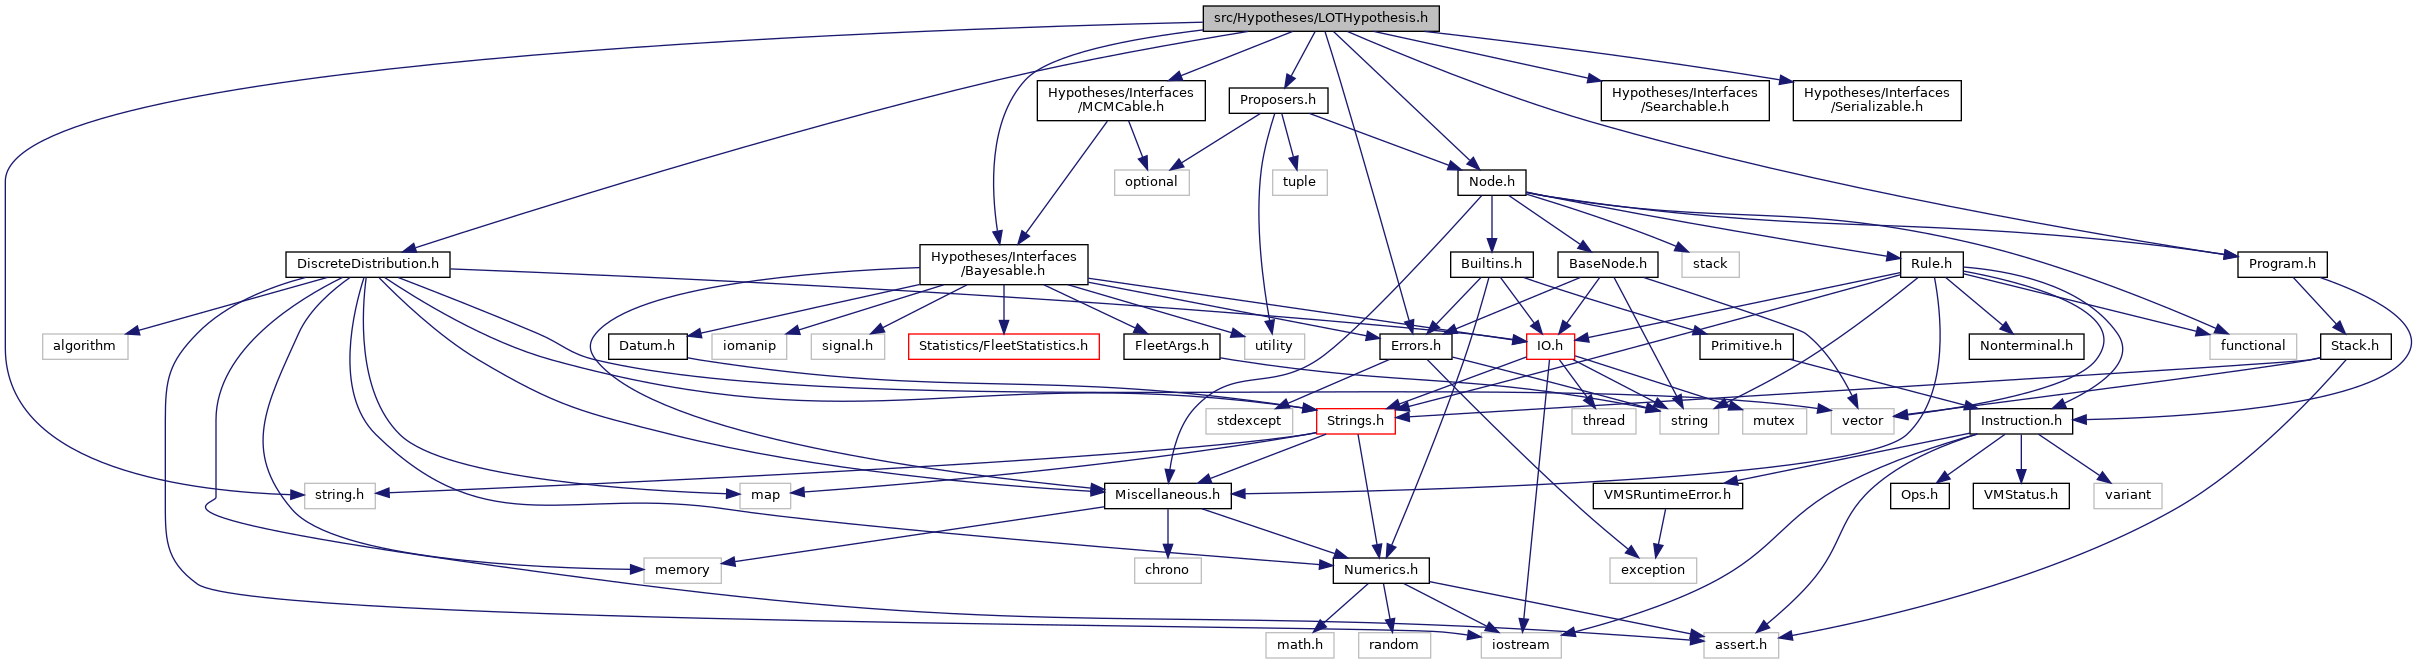 src/Hypotheses/LOTHypothesis.h
Hypotheses/Interfaces
/MCMCable.h
Proposers.h
Hypotheses/Interfaces
/Searchable.h
Hypotheses/Interfaces
/Serializable.h
optional
tuple
Node.h
DiscreteDistribution.h
Hypotheses/Interfaces
/Bayesable.h
Builtins.h
BaseNode.h
stack
Rule.h
Program.h
algorithm
Datum.h
iomanip
signal.h
Statistics/FleetStatistics.h
FleetArgs.h
utility
Errors.h
IO.h
Primitive.h
Nonterminal.h
functional
Stack.h
stdexcept
Strings.h
thread
string
mutex
vector
Instruction.h
string.h
map
Miscellaneous.h
VMSRuntimeError.h
Ops.h
VMStatus.h
variant
memory
chrono
Numerics.h
exception
math.h
random
iostream
assert.h